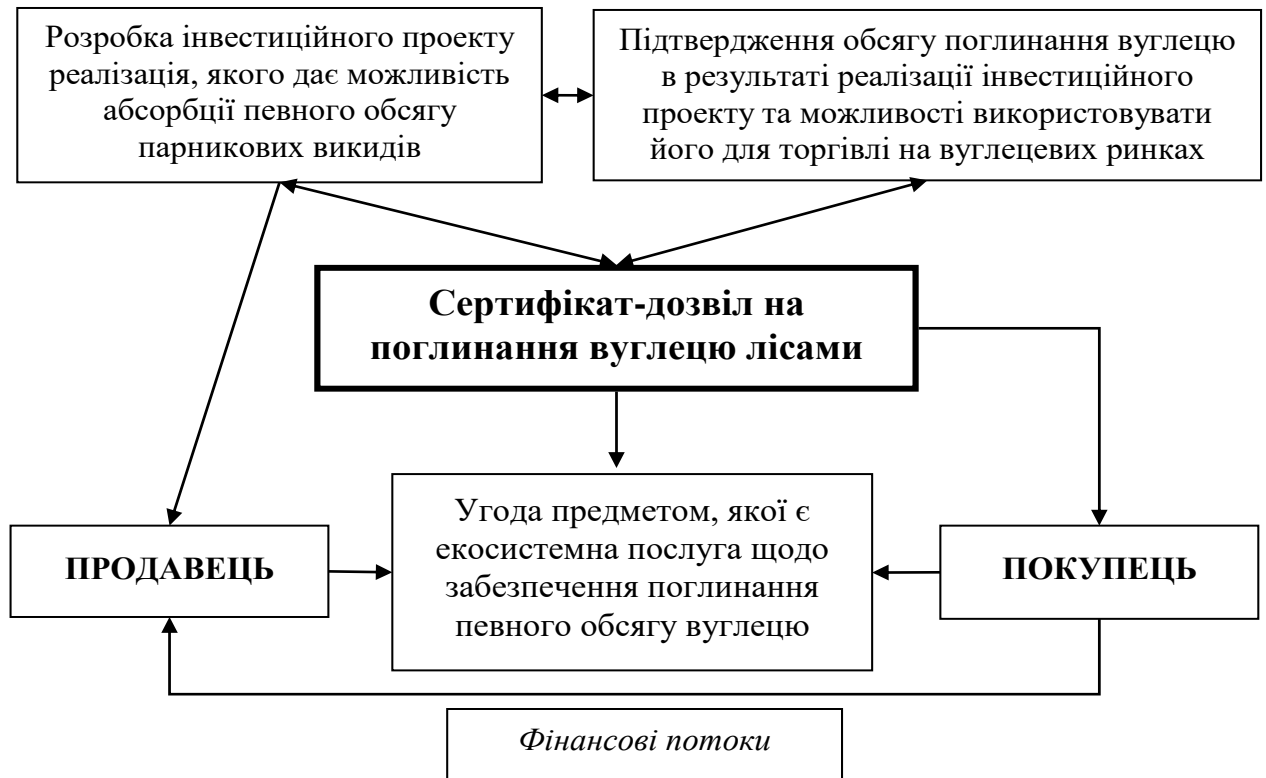 Розробка інвестиційного проекту
реалізація, якого дає можливість
абсорбції певного обсягу
парникових викидів
Підтвердження обсягу поглинання вуглецю
в результаті реалізації інвестиційного
проекту та можливості використовувати
його для торгівлі на вуглецевих ринках
Сертифікат-дозвіл на
поглинання вуглецю лісами
ПРОДАВЕЦЬ
Угода предметом, якої є
екосистемна послуга щодо
забезпечення поглинання
певного обсягу вуглецю
ПОКУПЕЦЬ
Фінансові потоки